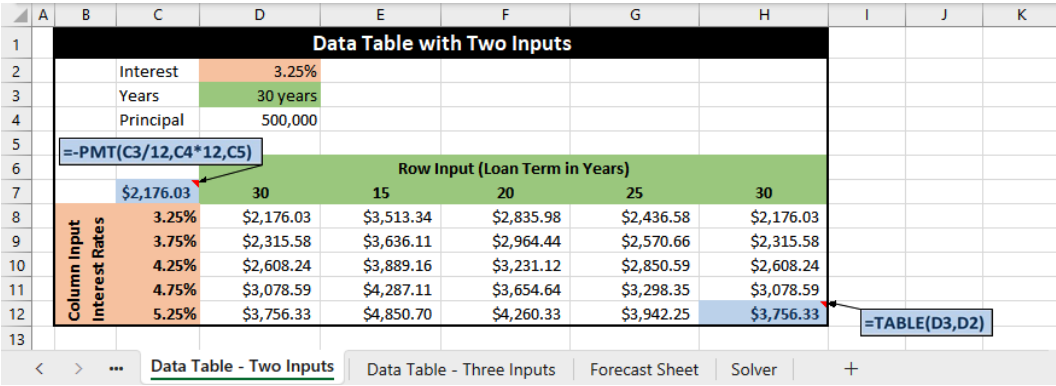 A B C D E F G H I J K
1 Data Table with Two Inputs
2 Interest 3.25%
3 Years 30 years
4 Principal 500,000
5 =-PMT(C3/12,C4*12,C5)
6 Row Input (Loan Term in Years)
7 $2,176.03 30 15 20 25 30
Column Input
Interest Rates
8 3.25% $2,176.03 $3,513.34 $2,835.98 $2,436.58 $2,176.03
9 3.75% $2,315.58 $3,636.11 $2,964.44 $2,570.66 $2,315.58
10 4.25% $2,608.24 $3,889.16 $3,231.12 $2,850.59 $2,608.24
11 4.75% $3,078.59 $4,287.11 $3,654.64 $3,298.35 $3,078.59
12 5.25% $3,756.33 $4,850.70 $4,260.33 $3,942.25 $3,756.33
=TABLE(D3,D2)
13
Data Table - Two Inputs Data Table - Three Inputs Forecast Sheet Solver